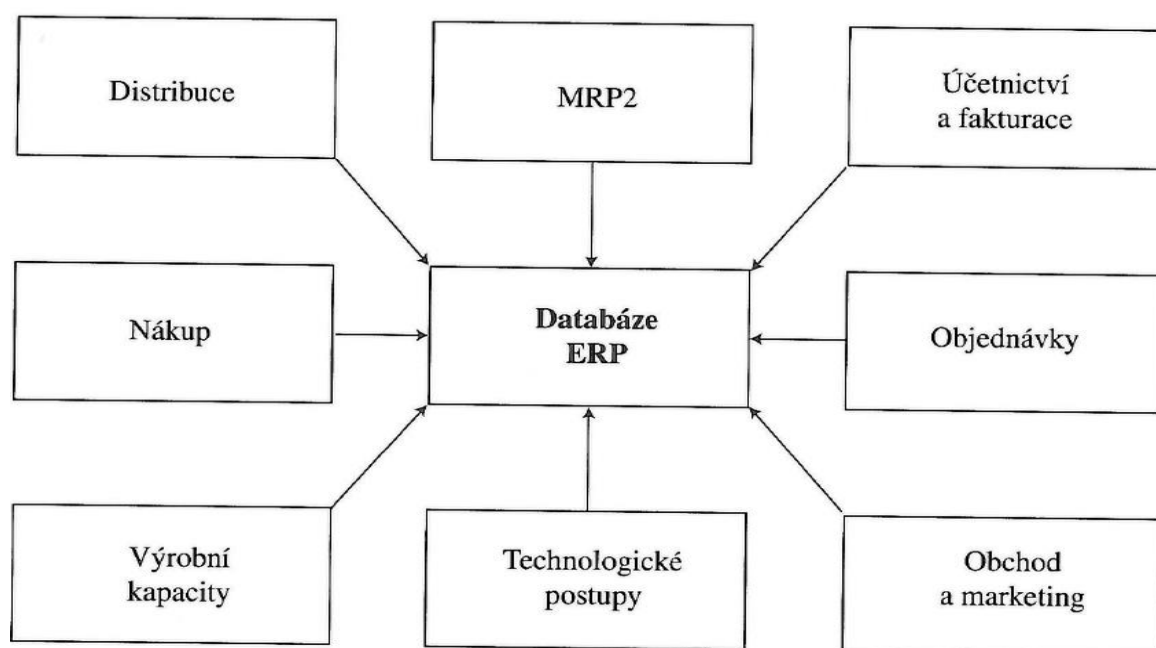 Distribuce
MRP2
Účetnictví
a fakturace
Nákup
Databáze
ERP
Objednávky
Výrobní
kapacity
Technologické
postupy
Obchod
a marketing